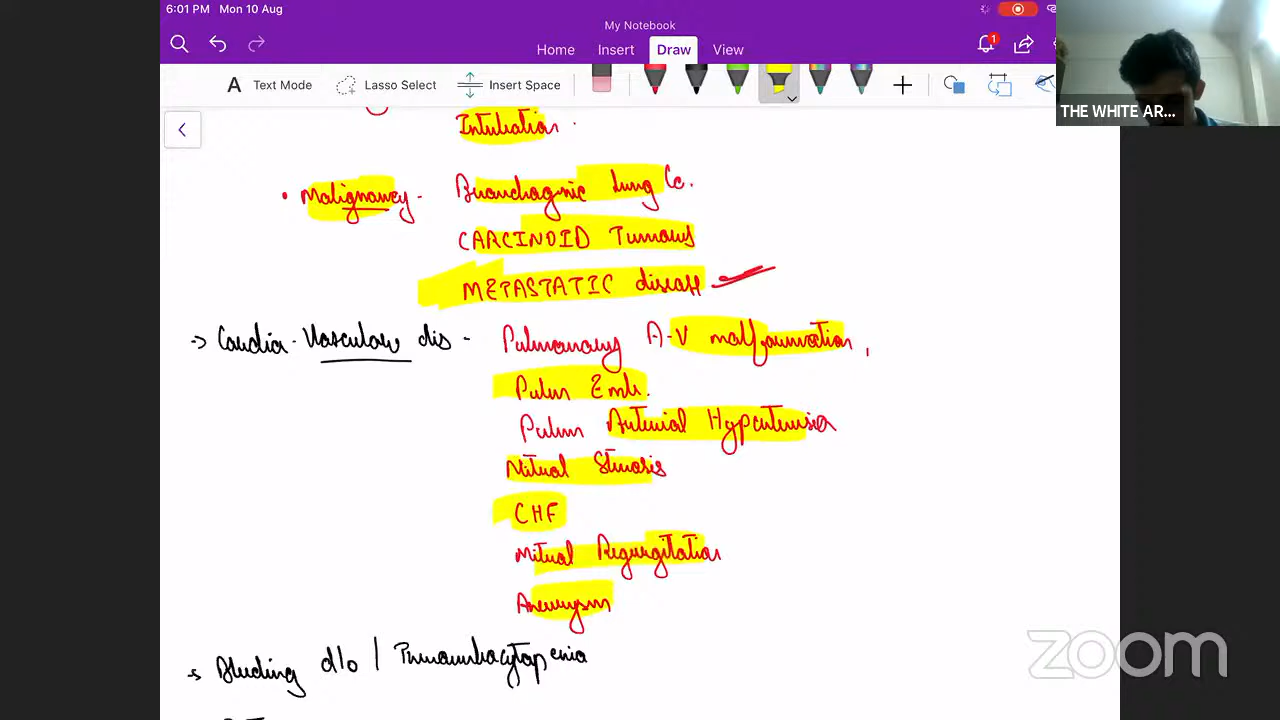 6:01 PM Mon 10 Aug
My Notebook
Home Insert Draw View
1
A Text Mode Lasso Select Insert Space
THE WHITE AR...
Intubation .
• Malignancy - Bronchogenic Lung Ca.
CARCINOID Tumours
METASTATIC disease
→ Cardio-Vascular dis - Pulmonary A-V malformation,
Pulm Emb.
Pulm Arterial Hypertension
Mitral Stenosis
CHF
Mitral Regurgitation
Aneurysm
→ Bleeding d/o | Thrombocytopenia
zoom